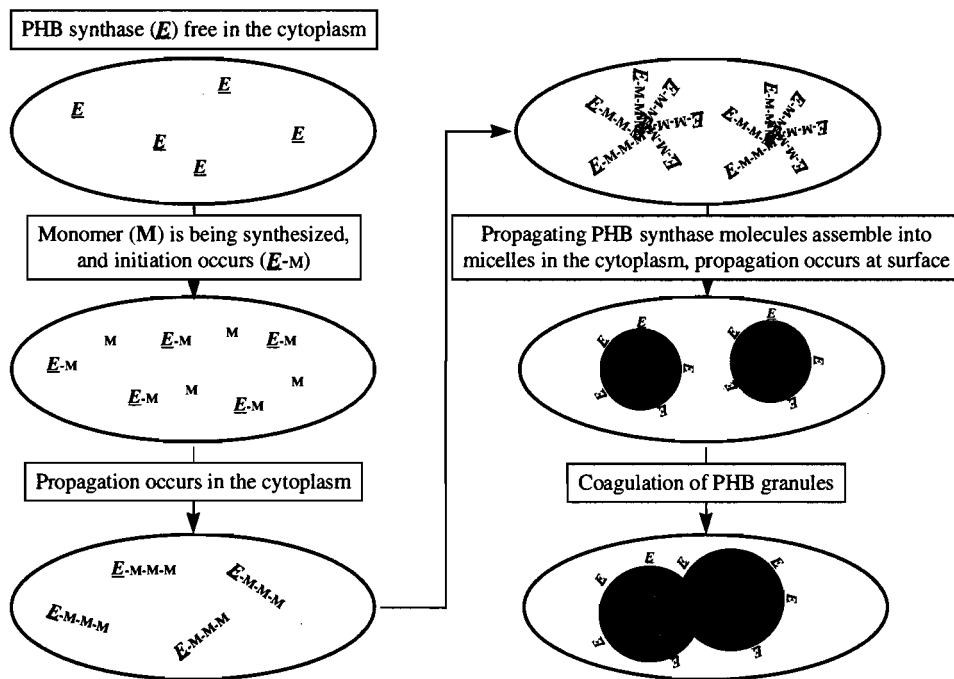 PHB synthase (E) free in the cytoplasm
E
E
E
E
E
Monomer (M) is being synthesized,
and initiation occurs (E-M)
M
E-M
M
E-M
E-M
M
M
E-M
E-M
Propagation occurs in the cytoplasm
E-M-M-M
E-M-M-M
E-M-M-M
E-M-M-M
Propagating PHB synthase molecules assemble into
micelles in the cytoplasm, propagation occurs at surface
E
E
E
E
E
E
E
E
E
E
Coagulation of PHB granules
E
E
E
E
E
E
E
E